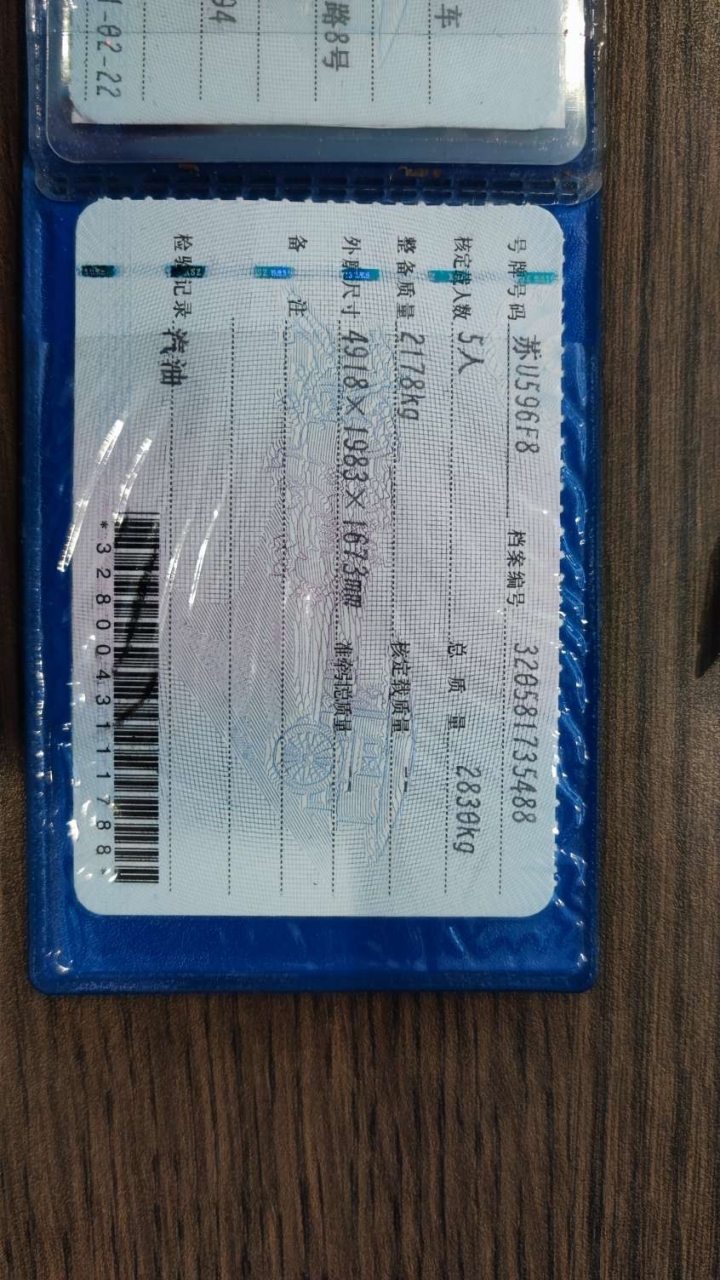 车
路8号
94
1-02-22
号牌号码 苏U596F8 档案编号 320581735488
核定载人数 5人 总质量 2830kg
整备质量 2178kg 核定载质量 --
外廓尺寸 4918×1983×1673mm 准牵引总质量 --
备注
检验记录 汽油
*3280043111788*